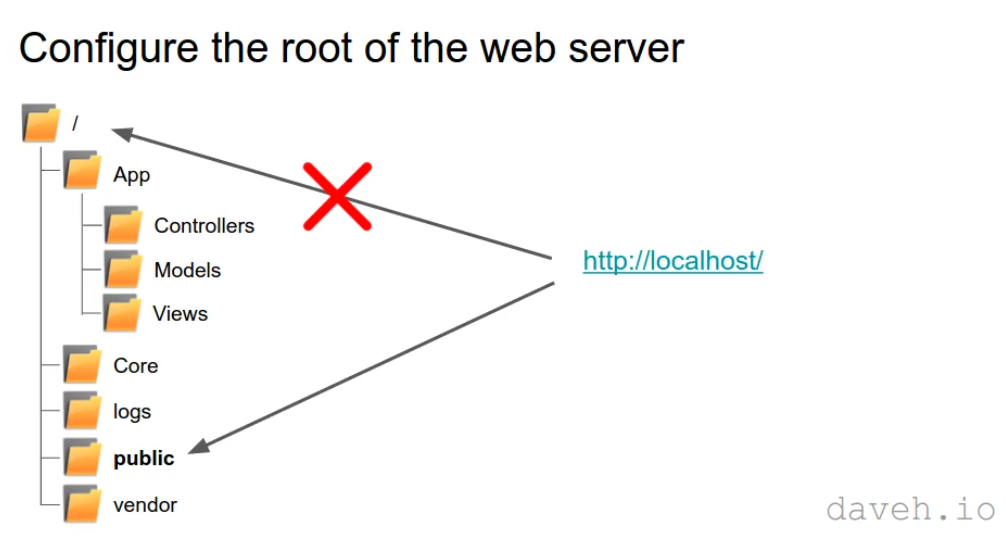 Configure the root of the web server
/
App
Controllers
http://localhost/
Models
Views
Core
logs
public
vendor
daveh.io